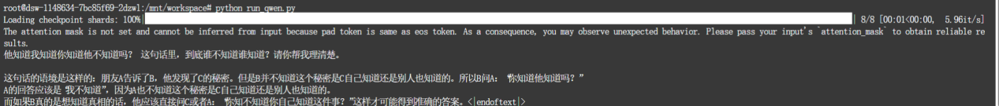 root@dsw-1148634-7bc85f69-2dzwl:/mnt/workspace# python run_qwen.py
Loading checkpoint shards: 100%| | 8/8 [00:01<00:00,  5.96it/s]
The attention mask is not set and cannot be inferred from input because pad token is same as eos token. As a consequence, you may observe unexpected behavior. Please pass your input's `attention_mask` to obtain reliable re
sults.
他知道我知道你知道他不知道吗？ 这句话里，到底谁不知道谁知道？请你帮我理清楚。
这句话的语境是这样的：朋友A告诉了B，他发现了C的秘密。但是B并不知道这个秘密是C自己知道还是别人也知道的。所以B问A：“你知道他知道吗？”
A的回答应该是“我不知道”，因为A也不知道这个秘密是C自己知道还是别人也知道的。
而如果B真的是想知道真相的话，他应该直接问C或者A：“你知不知道你自己知道这件事？”这样才可能得到准确的答案。<|endoftext|>